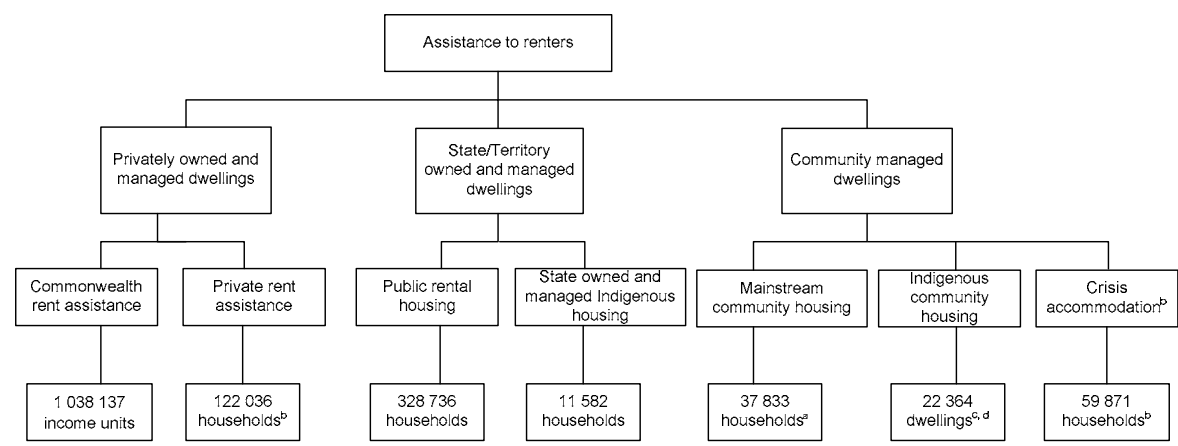 Assistance to renters
Privately owned and
managed dwellings
State/Territory
owned and managed
dwellings
Community managed
dwellings
Commonwealth
rent assistance
Private rent
assistance
Public rental
housing
State owned and
managed Indigenous
housing
Mainstream
community housing
Indigenous
community
housing
Crisis
accommodationᵇ
1 038 137
income units
122 036
householdsᵇ
328 736
households
11 582
households
37 833
householdsᵃ
22 364
dwellingsᶜ, ᵈ
59 871
householdsᵇ